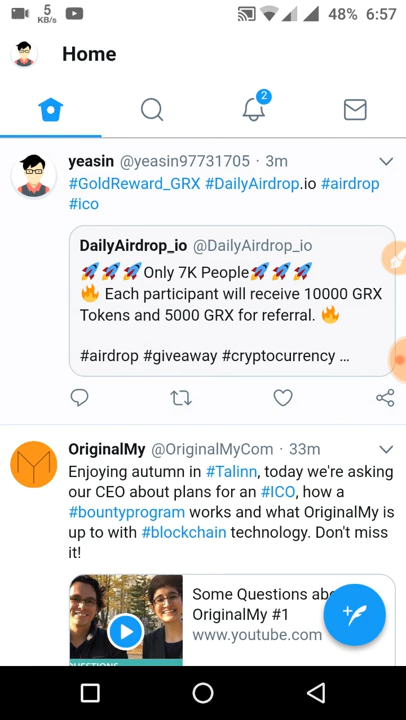 5
KB/s
48% 6:57
Home
2
yeasin @yeasin97731705 · 3m
#GoldReward_GRX #DailyAirdrop.io #airdrop
#ico
DailyAirdrop_io @DailyAirdrop_io
🚀🚀🚀Only 7K People🚀🚀🚀
🔥 Each participant will receive 10000 GRX
Tokens and 5000 GRX for referral. 🔥
#airdrop #giveaway #cryptocurrency ...
OriginalMy @OriginalMyCom · 33m
Enjoying autumn in #Talinn, today we're asking
our CEO about plans for an #ICO, how a
#bountyprogram works and what OriginalMy is
up to with #blockchain technology. Don't miss
it!
Some Questions
OriginalMy #1
www.youtube.com